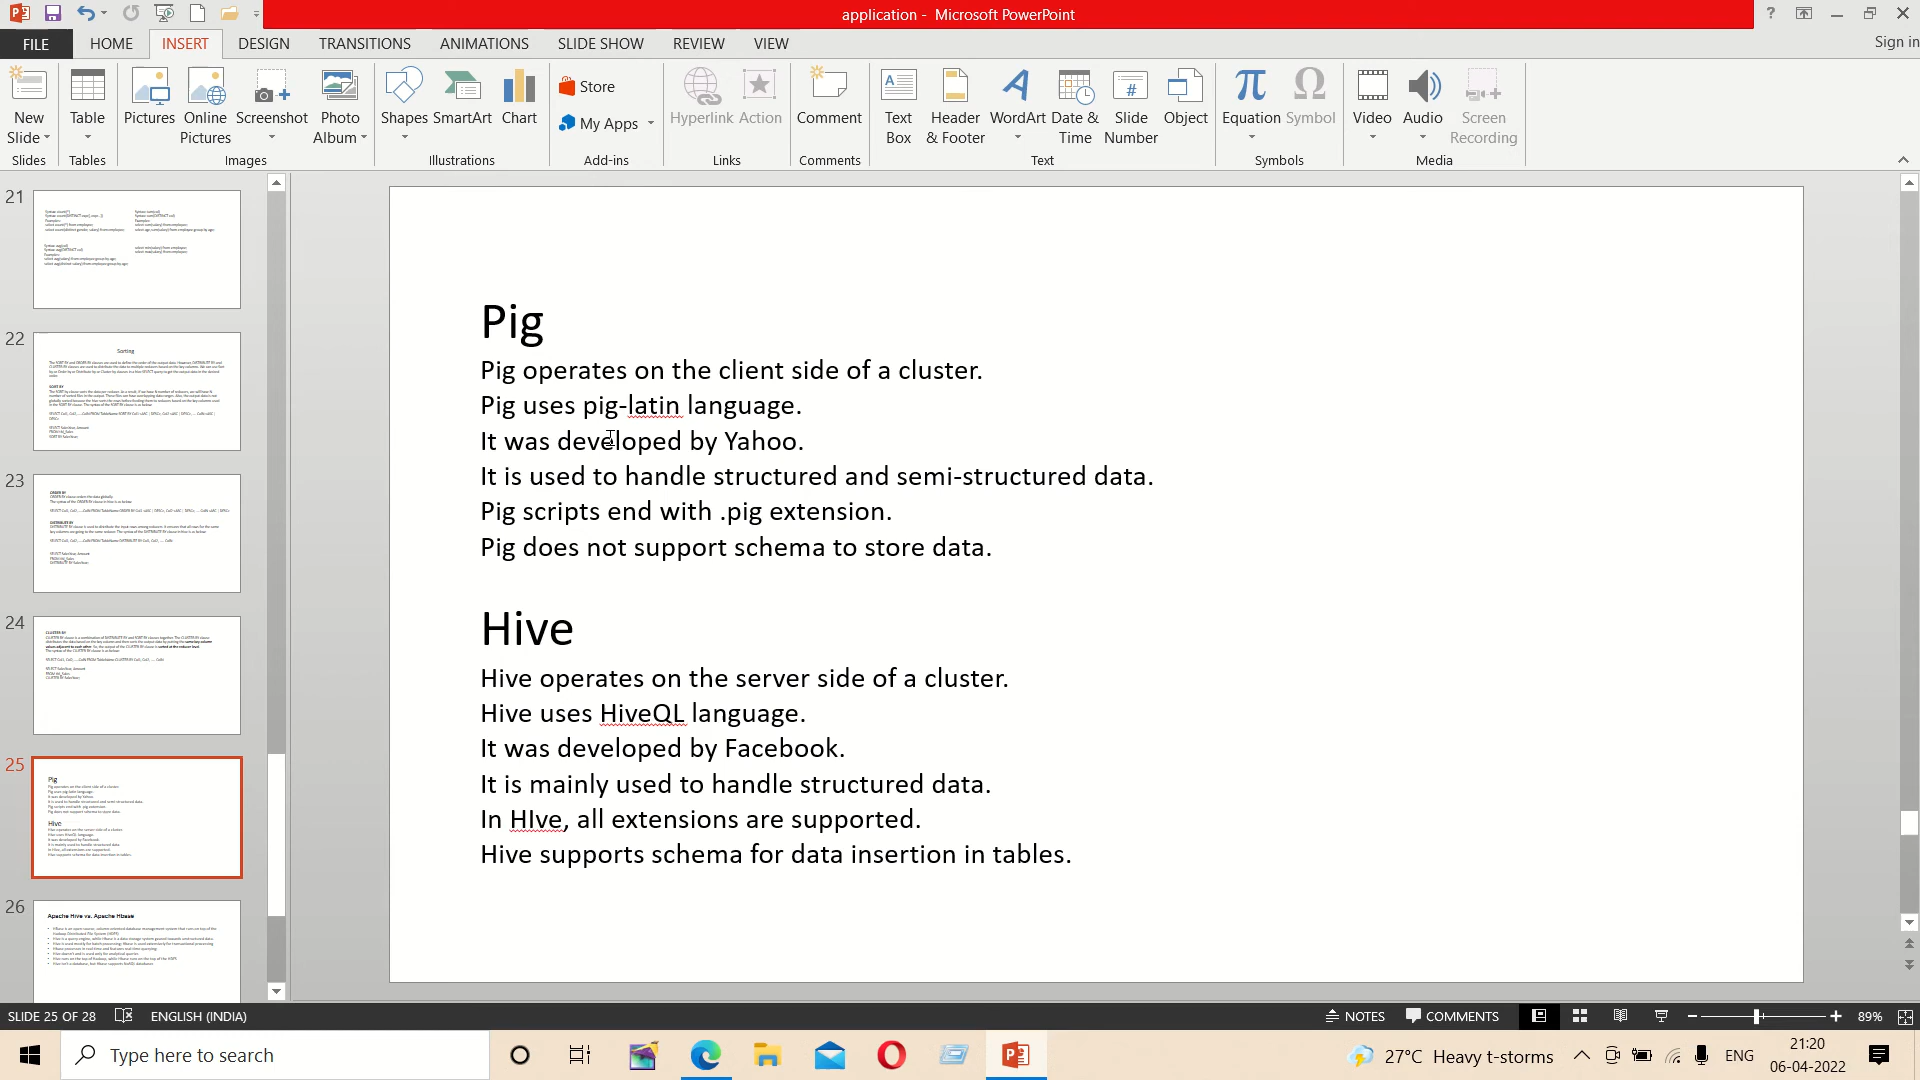 application - Microsoft PowerPoint
FILE HOME INSERT DESIGN TRANSITIONS ANIMATIONS SLIDE SHOW REVIEW VIEW
Sign in
New Slide
Table
Pictures
Online Pictures
Screenshot
Photo Album
Shapes
SmartArt
Chart
Store
My Apps
Hyperlink
Action
Comment
Text Box
Header & Footer
WordArt
Date & Time
Slide Number
Object
Equation
Symbol
Video
Audio
Screen Recording
Slides Tables Images Illustrations Add-ins Links Comments Text Symbols Media
21
22
Sorting
SORT BY
23
ORDER BY
DISTRIBUTE BY
24
CLUSTER BY
25
26
Apache Hive vs. Apache Hbase
Pig
Pig operates on the client side of a cluster.
Pig uses pig-latin language.
It was developed by Yahoo.
It is used to handle structured and semi-structured data.
Pig scripts end with .pig extension.
Pig does not support schema to store data.
Hive
Hive operates on the server side of a cluster.
Hive uses HiveQL language.
It was developed by Facebook.
It is mainly used to handle structured data.
In HIve, all extensions are supported.
Hive supports schema for data insertion in tables.
SLIDE 25 OF 28 ENGLISH (INDIA) NOTES COMMENTS 89%
Type here to search
27°C Heavy t-storms
ENG
21:20
06-04-2022